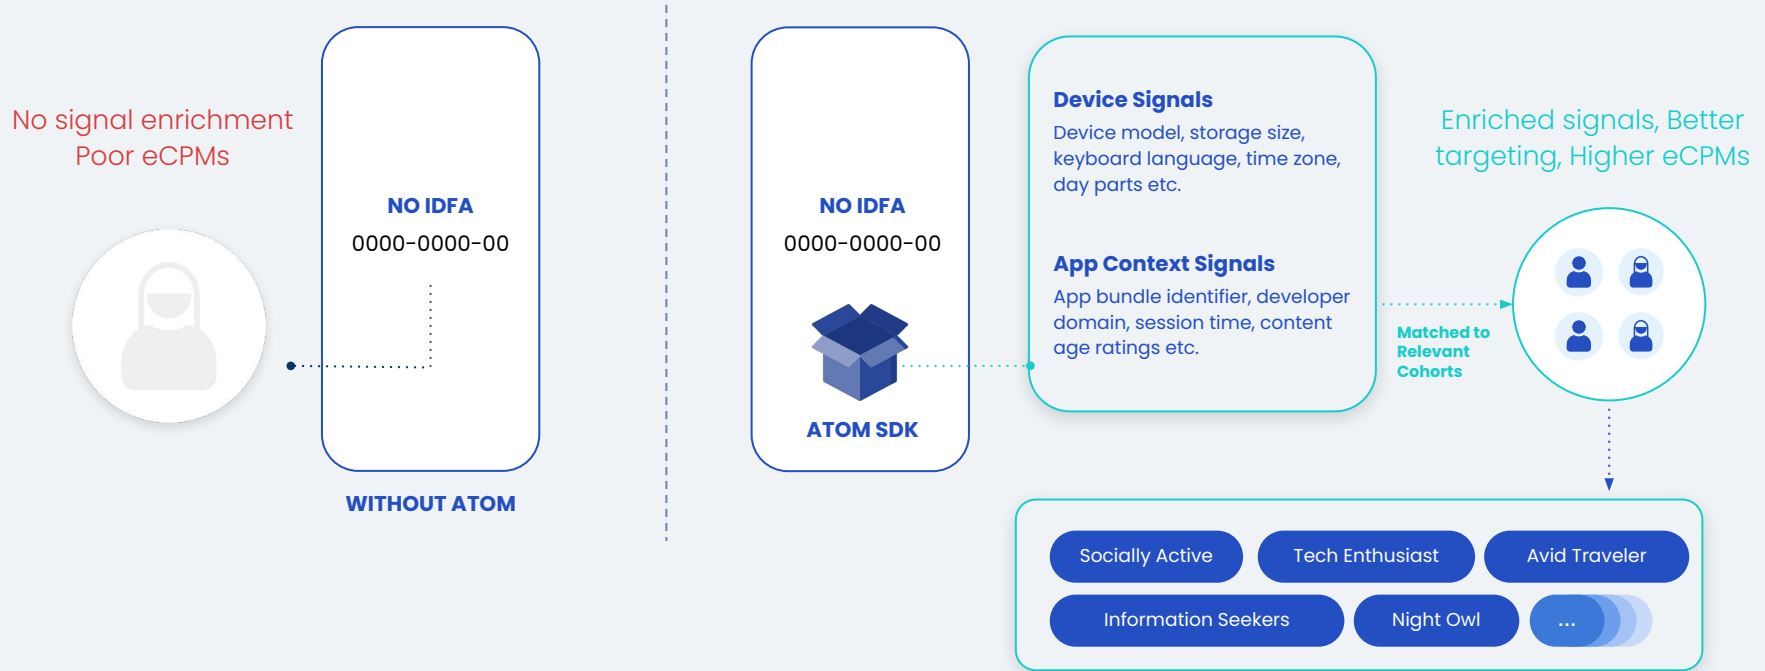 No signal enrichment
Poor eCPMs
NO IDFA
0000-0000-00
WITHOUT ATOM
NO IDFA
0000-0000-00
ATOM SDK
Device Signals
Device model, storage size,
keyboard language, time zone,
day parts etc.
App Context Signals
App bundle identifier, developer
domain, session time, content
age ratings etc.
Matched to
Relevant
Cohorts
Enriched signals, Better
targeting, Higher eCPMs
Socially Active
Tech Enthusiast
Avid Traveler
Information Seekers
Night Owl
...